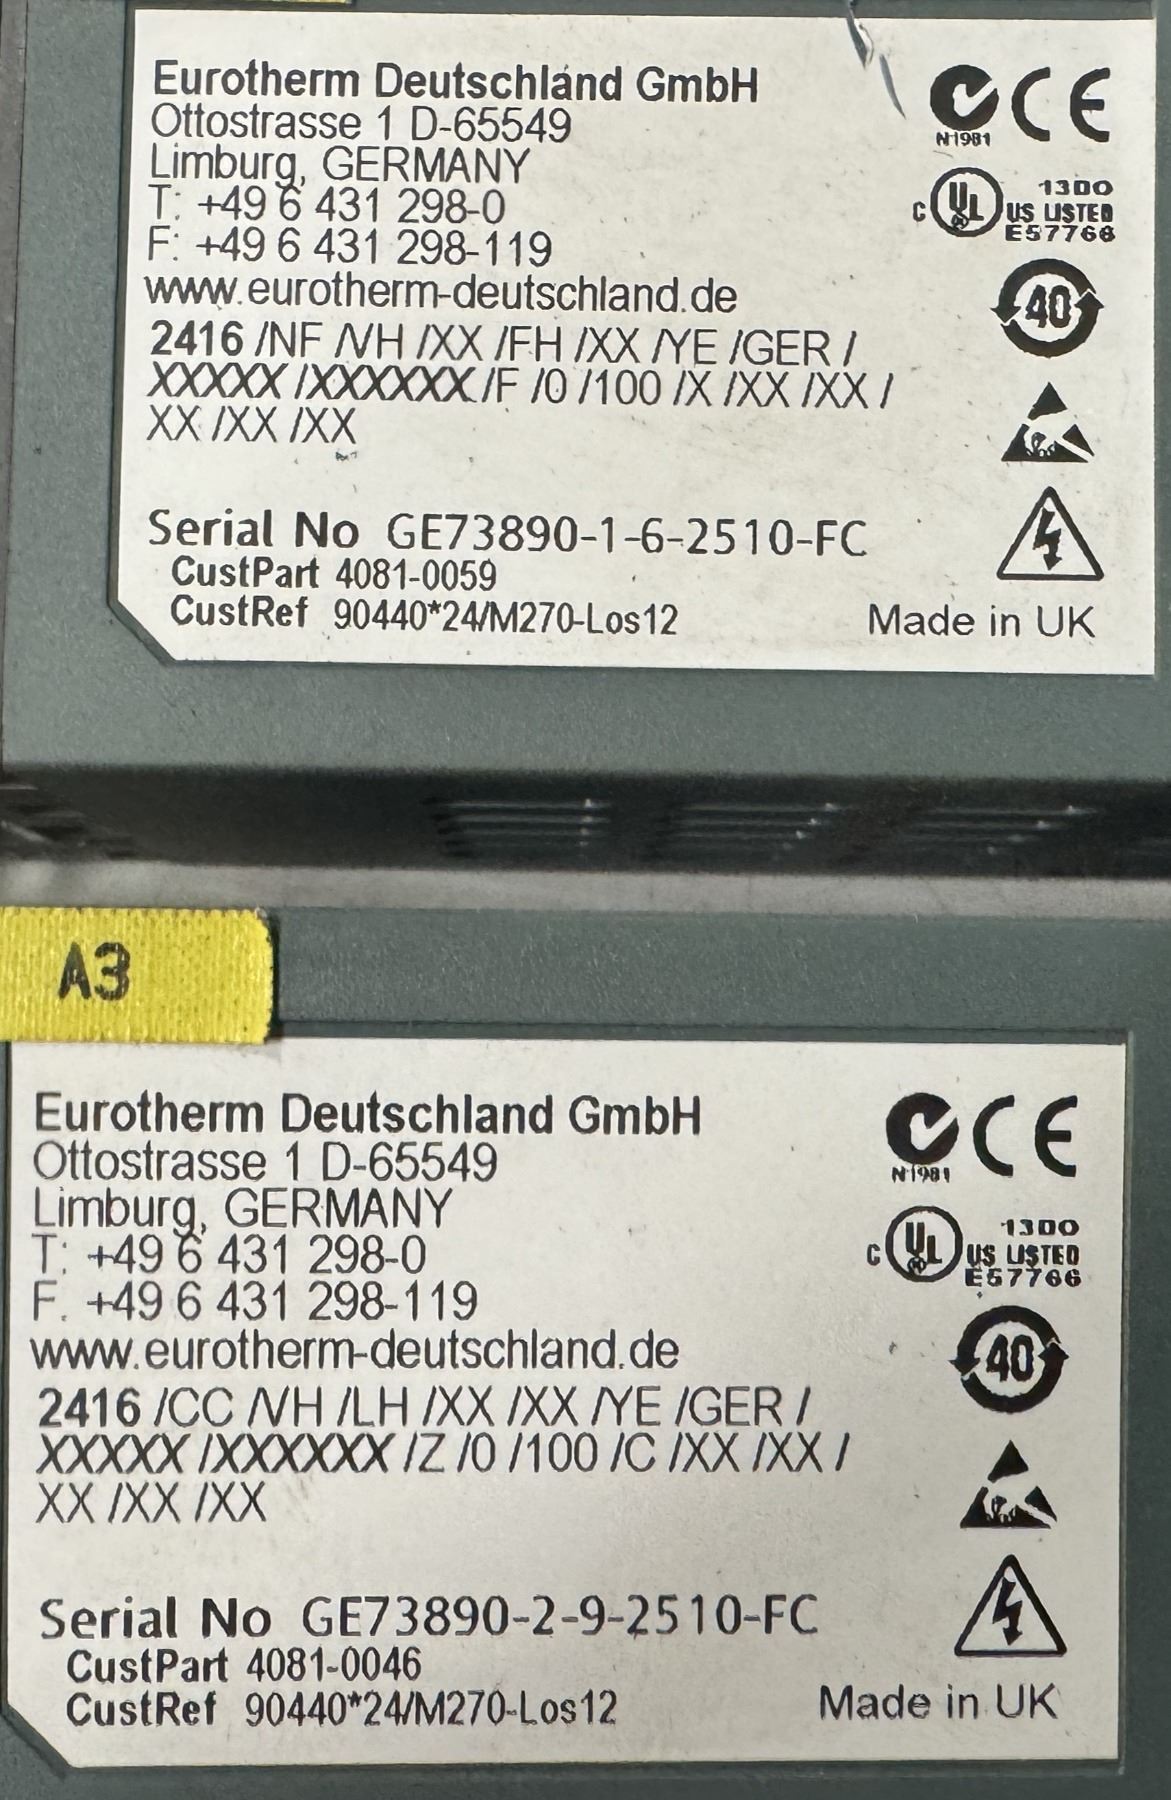 Eurotherm Deutschland GmbH
Ottostrasse 1 D-65549
Limburg, GERMANY
T: +49 6 431 298-0
F: +49 6 431 298-119
www.eurotherm-deutschland.de
2416 /NF /VH /XX /FH /XX /YE /GER /
XXXXX /XXXXXX /F /0 /100 /X /XX /XX /
XX /XX /XX
Serial No GE73890-1-6-2510-FC
CustPart 4081-0059
CustRef 90440*24/M270-Los12
CE
N1981
C UL US LISTED
13DO
E57766
40
Made in UK
A3
Eurotherm Deutschland GmbH
Ottostrasse 1 D-65549
Limburg, GERMANY
T: +49 6 431 298-0
F. +49 6 431 298-119
www.eurotherm-deutschland.de
2416 /CC /VH /LH /XX /XX /YE /GER /
XXXXX /XXXXXX /Z /0 /100 /C /XX /XX /
XX /XX /XX
Serial No GE73890-2-9-2510-FC
CustPart 4081-0046
CustRef 90440*24/M270-Los12
CE
N1981
C UL US LISTED
13DO
E57766
40
Made in UK